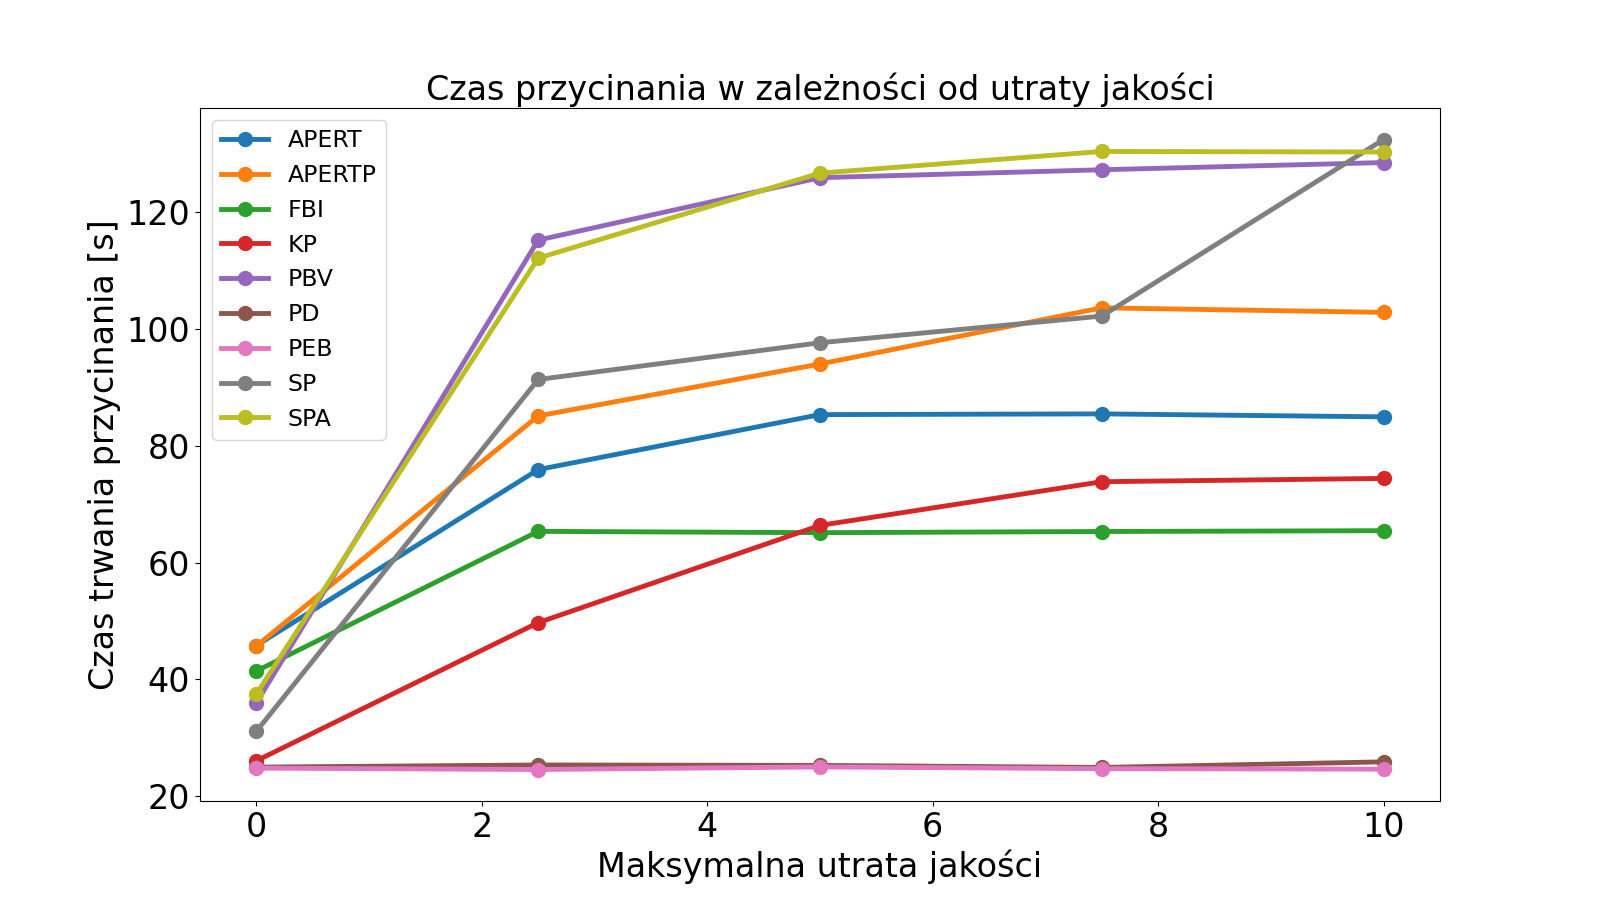 Czas przycinania w zależności od utraty jakości
APERT
APERTP
FBI
KP
PBV
PD
PEB
SP
SPA
Czas trwania przycinania [s]
120
100
80
60
40
20
0 2 4 6 8 10
Maksymalna utrata jakości